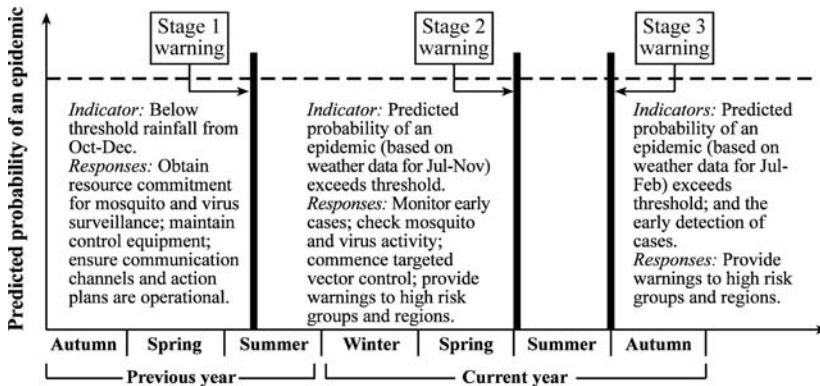 Predicted probability of an epidemic
Stage 1
warning
Stage 2
warning
Stage 3
warning
Indicator: Below
threshold rainfall from
Oct-Dec.
Responses: Obtain
resource commitment
for mosquito and virus
surveillance; maintain
control equipment;
ensure communication
channels and action
plans are operational.
Indicator: Predicted
probability of an
epidemic (based on
weather data for Jul-Nov)
exceeds threshold.
Responses: Monitor early
cases; check mosquito
and virus activity;
commence targeted
vector control; provide
warnings to high risk
groups and regions.
Indicators: Predicted
probability of an
epidemic (based on
weather data for Jul-
Feb) exceeds
threshold; and the
early detection of
cases.
Responses: Provide
warnings to high risk
groups and regions.
Autumn Spring Summer Winter Spring Summer Autumn
Previous year Current year